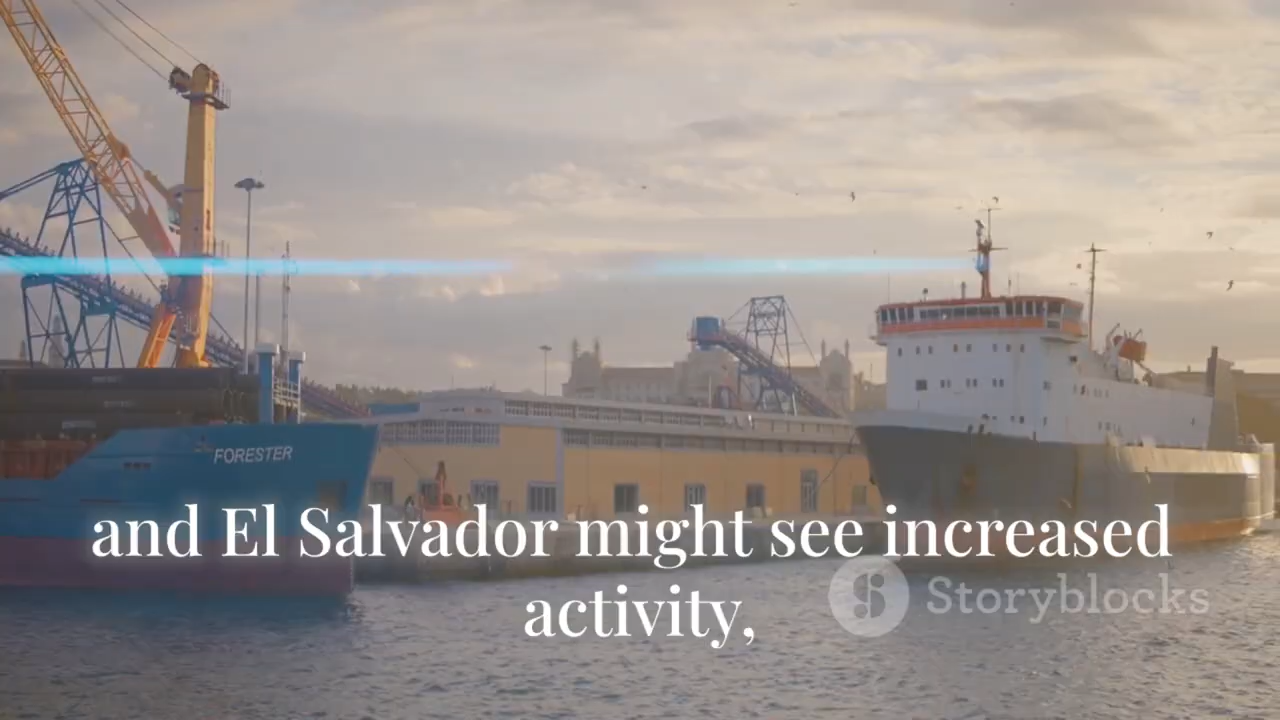 FORESTER
and El Salvador might see increased
activity,
Storyblocks